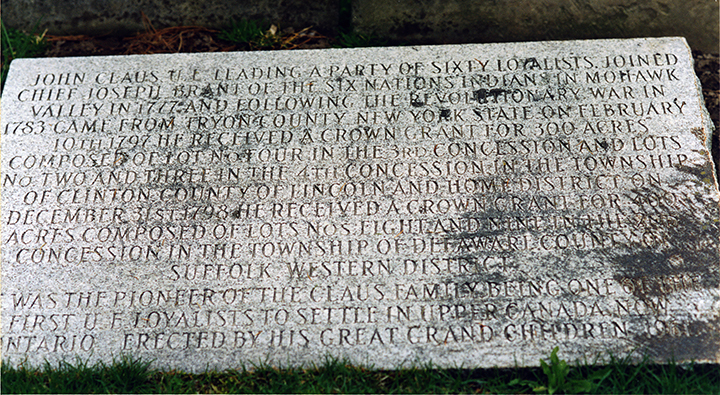 JOHN CLAUS U.E. LEADING A PARTY OF SIXTY LOYALISTS, JOINED
CHIEF JOSEPH BRANT OF THE SIX NATIONS INDIANS IN MOHAWK
VALLEY IN 1777 AND FOLLOWING THE REVOLUTIONARY WAR IN
1783 CAME FROM TRYON COUNTY NEW YORK STATE ON FEBRUARY
10TH 1797 HE RECEIVED A CROWN GRANT FOR 300 ACRES
COMPOSED OF LOT NO. FOUR IN THE 3RD CONCESSION AND LOTS
NO. TWO AND THREE IN THE 4TH CONCESSION IN THE TOWNSHIP
OF CLINTON COUNTY OF LINCOLN AND HOME DISTRICT ON
DECEMBER 31ST 1798 HE RECEIVED A CROWN GRANT FOR 400
ACRES COMPOSED OF LOTS NOS EIGHT AND NINE IN THE
CONCESSION IN THE TOWNSHIP OF DELAWARE COUNTY OF
SUFFOLK WESTERN DISTRICT
WAS THE PIONEER OF THE CLAUS FAMILY BEING ONE OF THE
FIRST U.E. LOYALISTS TO SETTLE IN UPPER CANADA NOW
ONTARIO ERECTED BY HIS GREAT GRAND CHILDREN